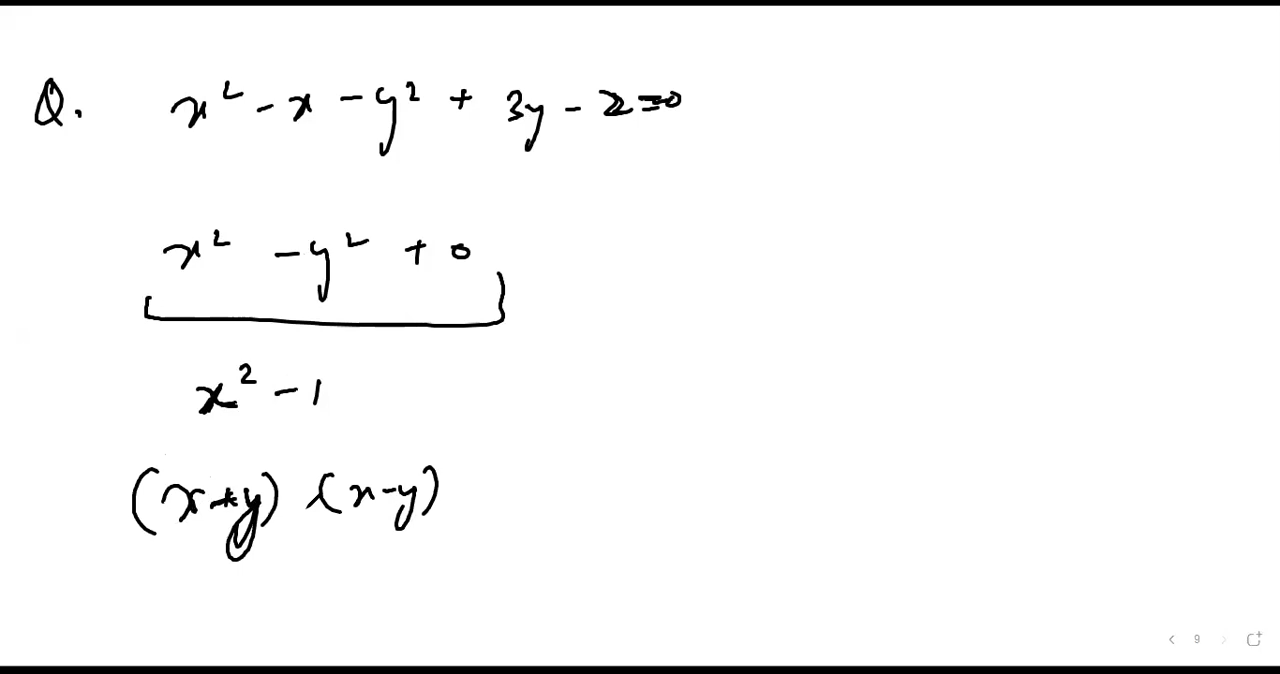 Q. x² - x - y² + 3y - 2 = 0
x² - y² + 0
x² - 1
(x+y) (x-y)
9